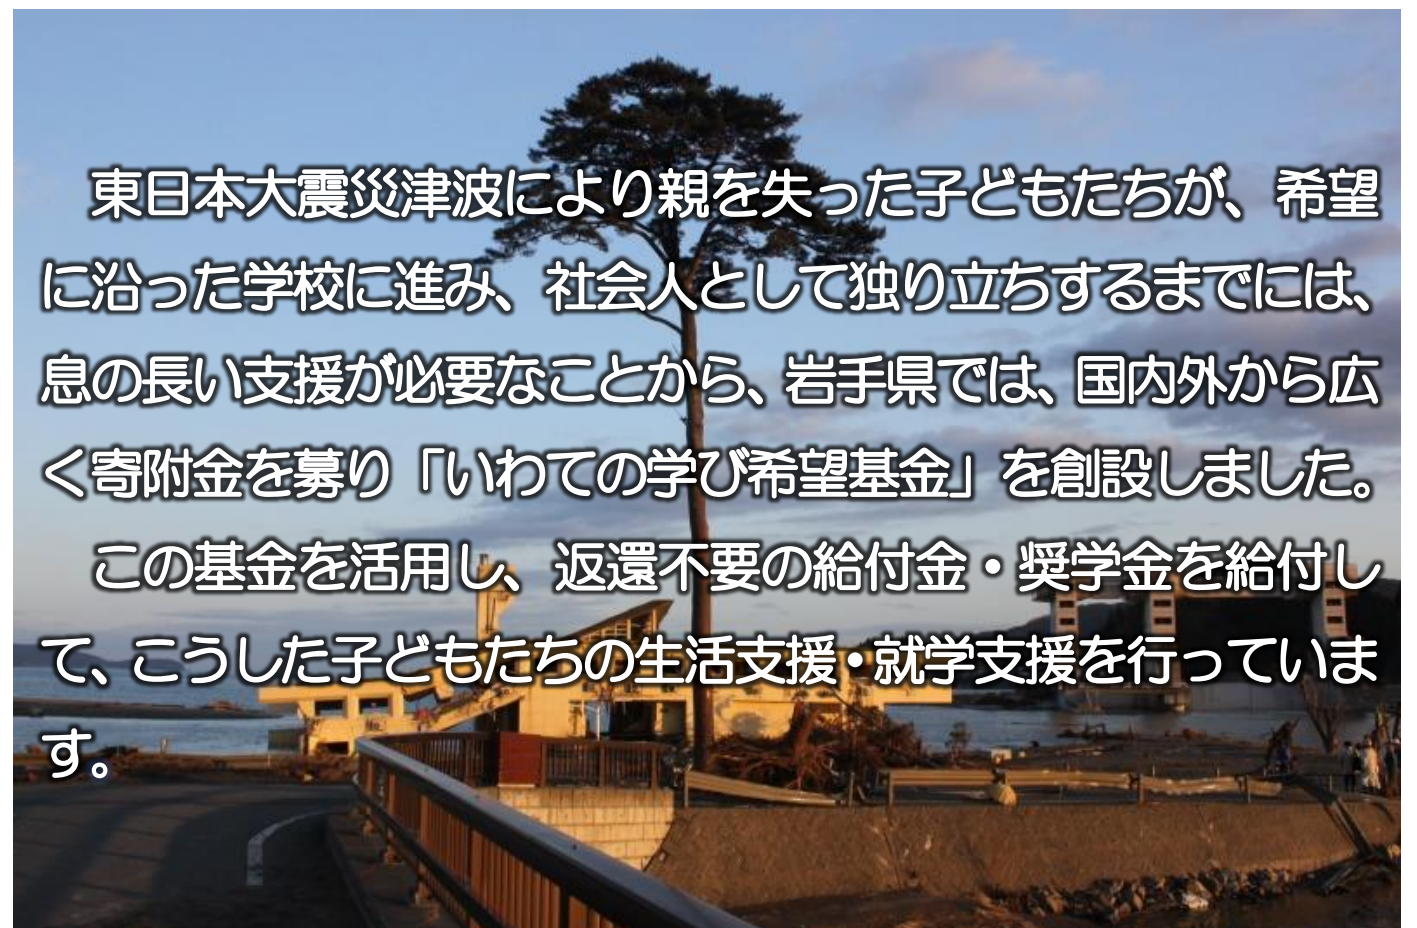 東日本大震災津波により親を失った子どもたちが、希望
に沿った学校に進み、社会人として独り立ちするまでには、
息の長い支援が必要なことから、岩手県では、国内外から広
く寄附金を募り「いわての学び希望基金」を創設しました。
この基金を活用し、返還不要の給付金・奨学金を給付し
て、こうした子どもたちの生活支援・就学支援を行っていま
す。